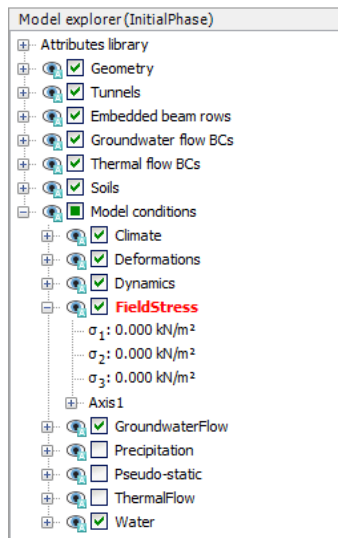 Model explorer (InitialPhase)
Attributes library
Geometry
Tunnels
Embedded beam rows
Groundwater flow BCs
Thermal flow BCs
Soils
Model conditions
Climate
Deformations
Dynamics
FieldStress
σ₁: 0.000 kN/m²
σ₂: 0.000 kN/m²
σ₃: 0.000 kN/m²
Axis1
GroundwaterFlow
Precipitation
Pseudo-static
ThermalFlow
Water